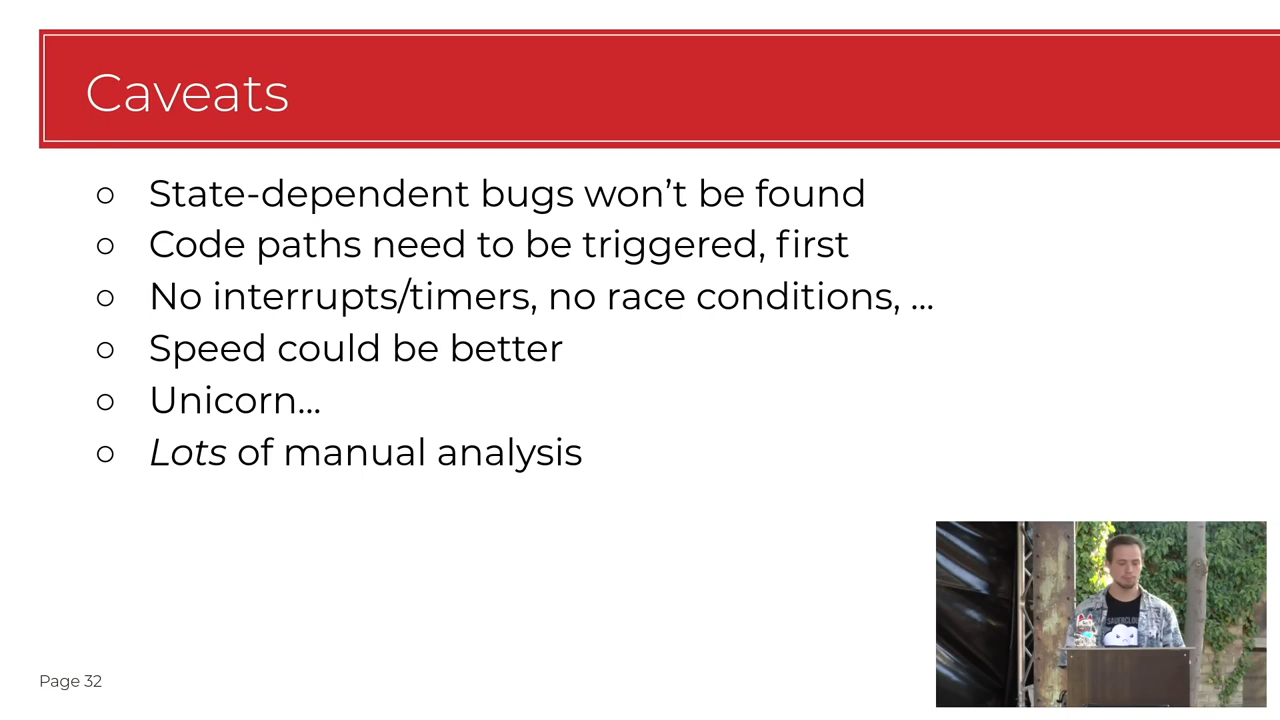 Caveats
○ State-dependent bugs won’t be found
○ Code paths need to be triggered, first
○ No interrupts/timers, no race conditions, ...
○ Speed could be better
○ Unicorn...
○ Lots of manual analysis
SAUERCLOUD
Page 32